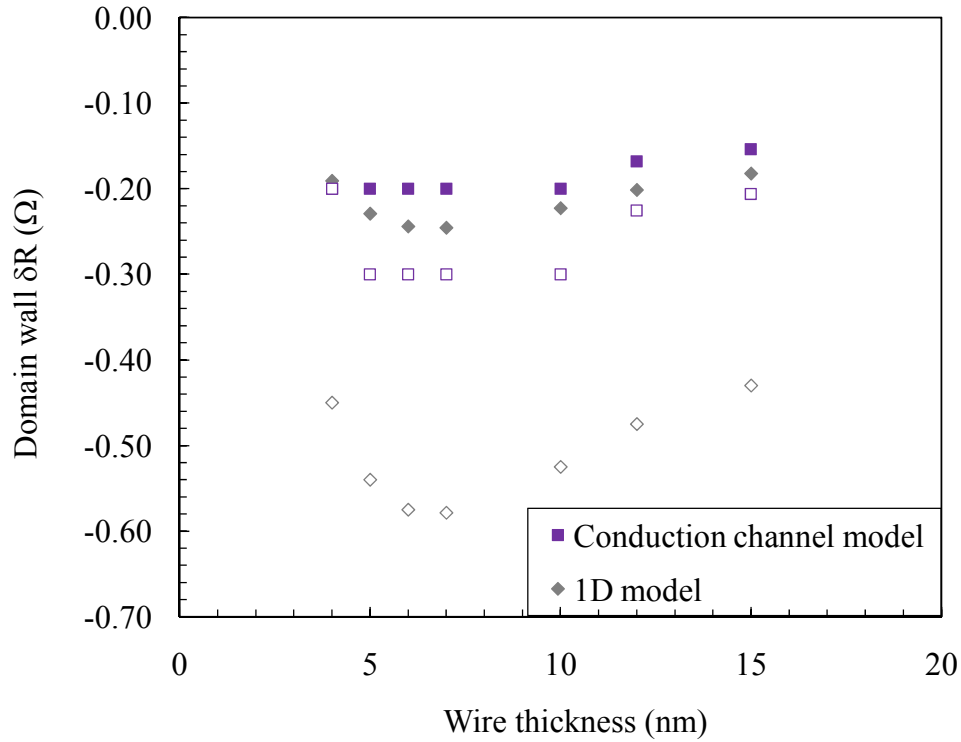 0.00
-0.10
-0.20
-0.30
-0.40
-0.50
-0.60
-0.70
Domain wall δR (Ω)
Conduction channel model
1D model
0 5 10 15 20
Wire thickness (nm)